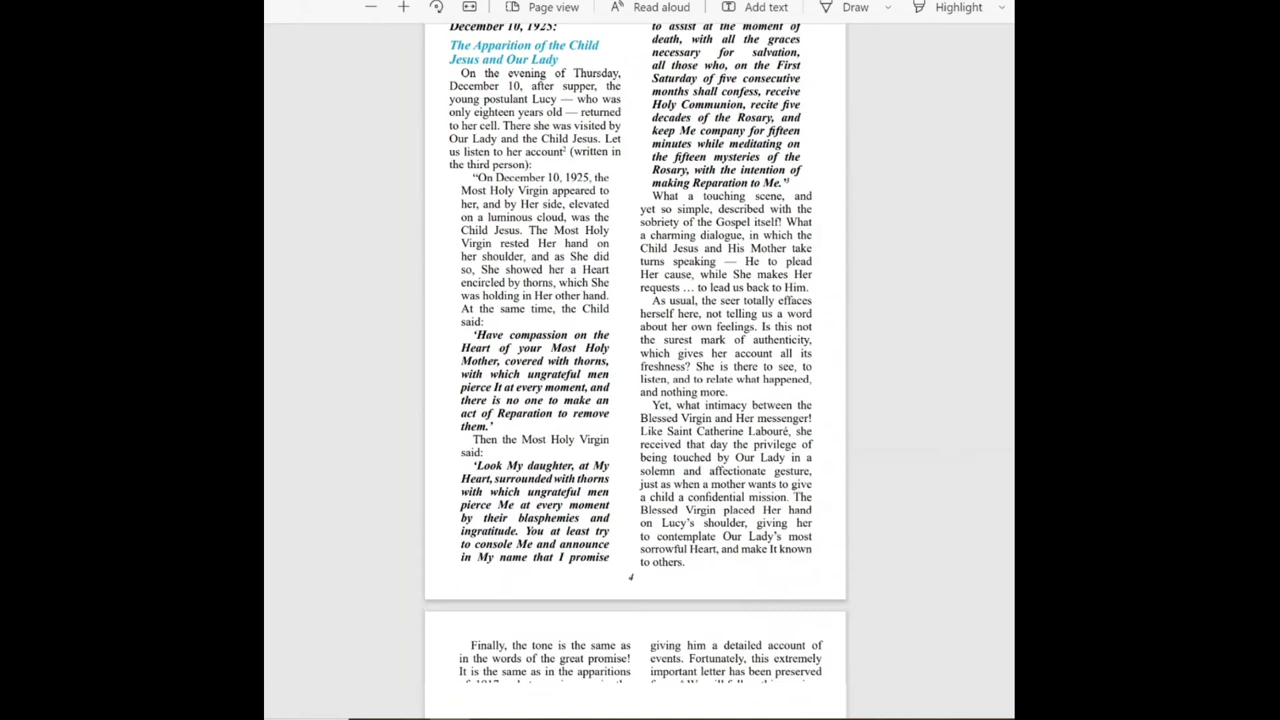 Page view
Read aloud
Add text
Draw
Highlight
December 10, 1925:
The Apparition of the Child
Jesus and Our Lady
On the evening of Thursday,
December 10, after supper, the
young postulant Lucy — who was
only eighteen years old — returned
to her cell. There she was visited by
Our Lady and the Child Jesus. Let
us listen to her account² (written in
the third person):
“On December 10, 1925, the
Most Holy Virgin appeared to
her, and by Her side, elevated
on a luminous cloud, was the
Child Jesus. The Most Holy
Virgin rested Her hand on
her shoulder, and as She did
so, She showed her a Heart
encircled by thorns, which She
was holding in Her other hand.
At the same time, the Child
said:
‘Have compassion on the
Heart of your Most Holy
Mother, covered with thorns,
with which ungrateful men
pierce It at every moment, and
there is no one to make an
act of Reparation to remove
them.’
Then the Most Holy Virgin
said:
‘Look My daughter, at My
Heart, surrounded with thorns
with which ungrateful men
pierce Me at every moment
by their blasphemies and
ingratitude. You at least try
to console Me and announce
in My name that I promise
to assist at the moment of
death, with all the graces
necessary for salvation,
all those who, on the First
Saturday of five consecutive
months shall confess, receive
Holy Communion, recite five
decades of the Rosary, and
keep Me company for fifteen
minutes while meditating on
the fifteen mysteries of the
Rosary, with the intention of
making Reparation to Me.’³
What a touching scene, and
yet so simple, described with the
sobriety of the Gospel itself! What
a charming dialogue, in which the
Child Jesus and His Mother take
turns speaking — He to plead
Her cause, while She makes Her
requests … to lead us back to Him.
As usual, the seer totally effaces
herself here, not telling us a word
about her own feelings. Is this not
the surest mark of authenticity,
which gives her account all its
freshness? She is there to see, to
listen, and to relate what happened,
and nothing more.
Yet, what intimacy between the
Blessed Virgin and Her messenger!
Like Saint Catherine Labouré, she
received that day the privilege of
being touched by Our Lady in a
solemn and affectionate gesture,
just as when a mother wants to give
a child a confidential mission. The
Blessed Virgin placed Her hand
on Lucy’s shoulder, giving her
to contemplate Our Lady’s most
sorrowful Heart, and make It known
to others.
4
Finally, the tone is the same as
in the words of the great promise!
It is the same as in the apparitions
giving him a detailed account of
events. Fortunately, this extremely
important letter has been preserved